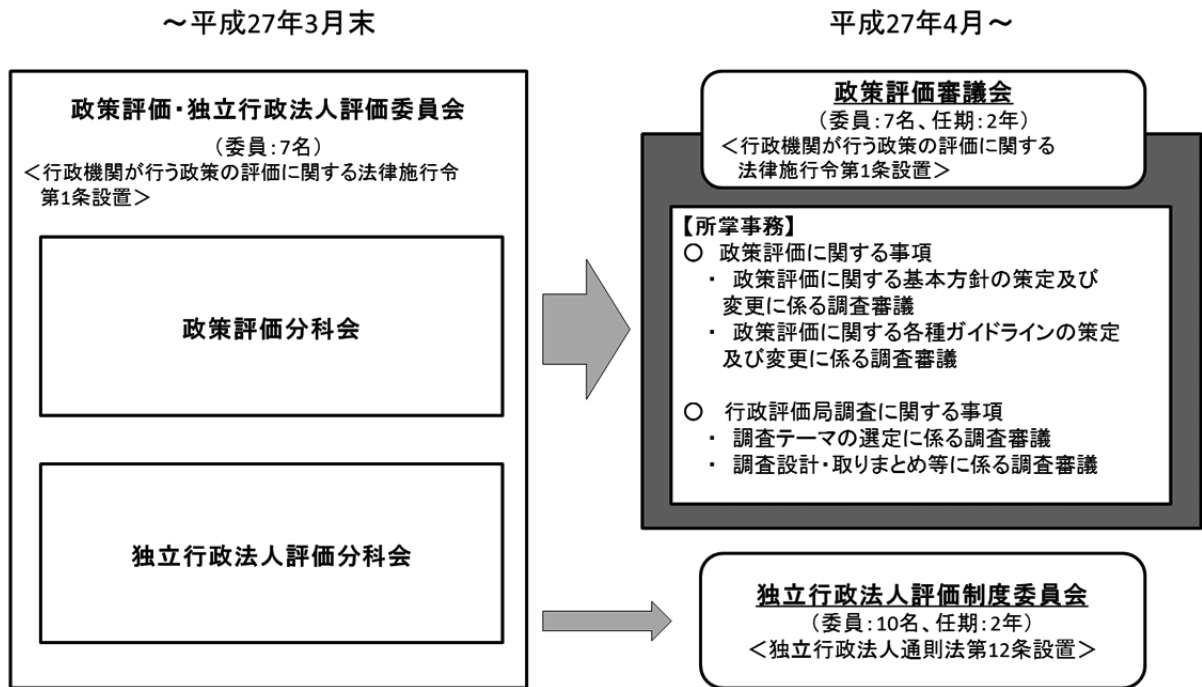 ～平成27年3月末
政策評価・独立行政法人評価委員会
（委員：7名）
＜行政機関が行う政策の評価に関する法律施行令
第1条設置＞
政策評価分科会
独立行政法人評価分科会
平成27年4月～
政策評価審議会
（委員：7名、任期：2年）
＜行政機関が行う政策の評価に関する
法律施行令第1条設置＞
【所掌事務】
○ 政策評価に関する事項
・ 政策評価に関する基本方針の策定及び
変更に係る調査審議
・ 政策評価に関する各種ガイドラインの策定
及び変更に係る調査審議
○ 行政評価局調査に関する事項
・ 調査テーマの選定に係る調査審議
・ 調査設計・取りまとめ等に係る調査審議
独立行政法人評価制度委員会
（委員：10名、任期：2年）
＜独立行政法人通則法第12条設置＞